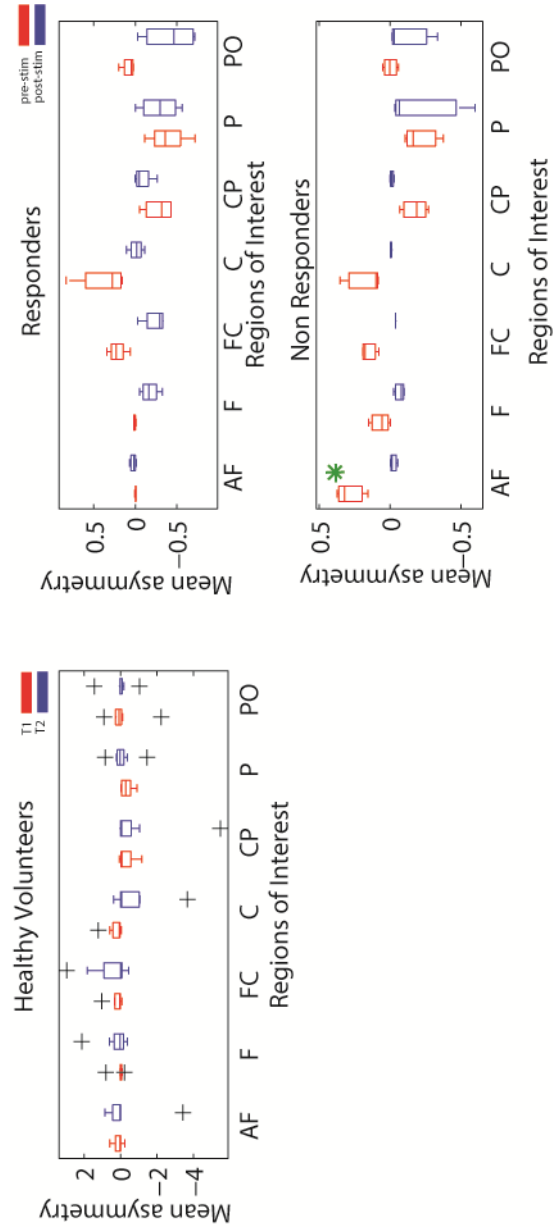 Healthy Volunteers
T1
T2
Mean asymmetry
2
0
-2
-4
AF F FC C CP P PO
Regions of Interest
Responders
pre-stim
post-stim
Mean asymmetry
0.5
0
-0.5
AF F FC C CP P PO
Regions of Interest
Non Responders
Mean asymmetry
0.5
0
-0.5
AF F FC C CP P PO
Regions of Interest